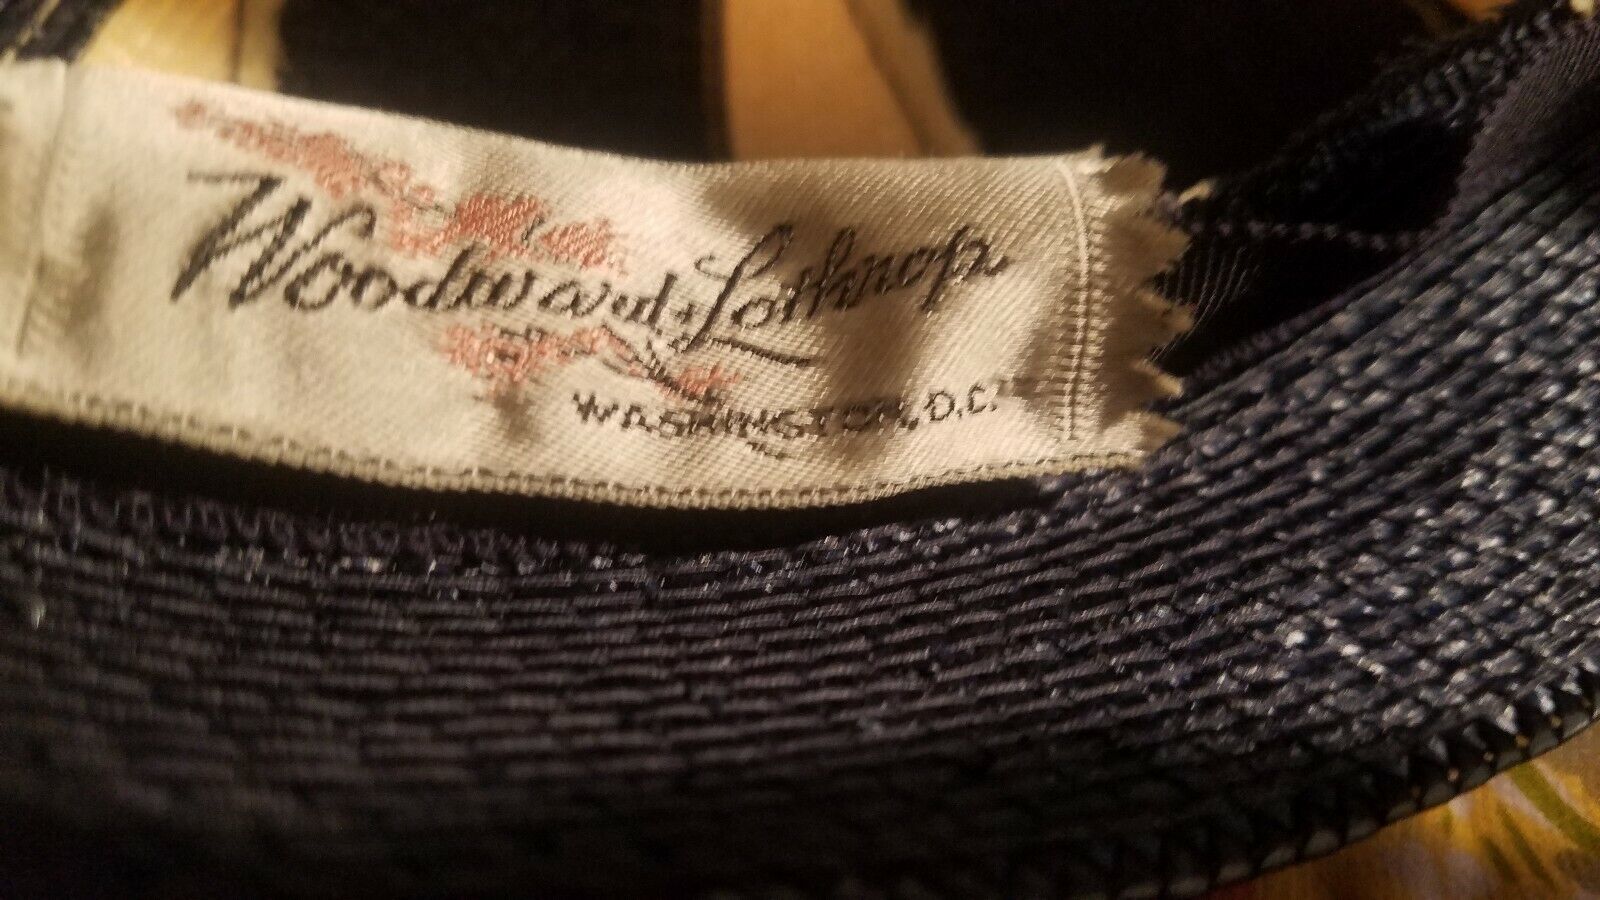 Woodward & Lothrop
WASHINGTON, D.C.